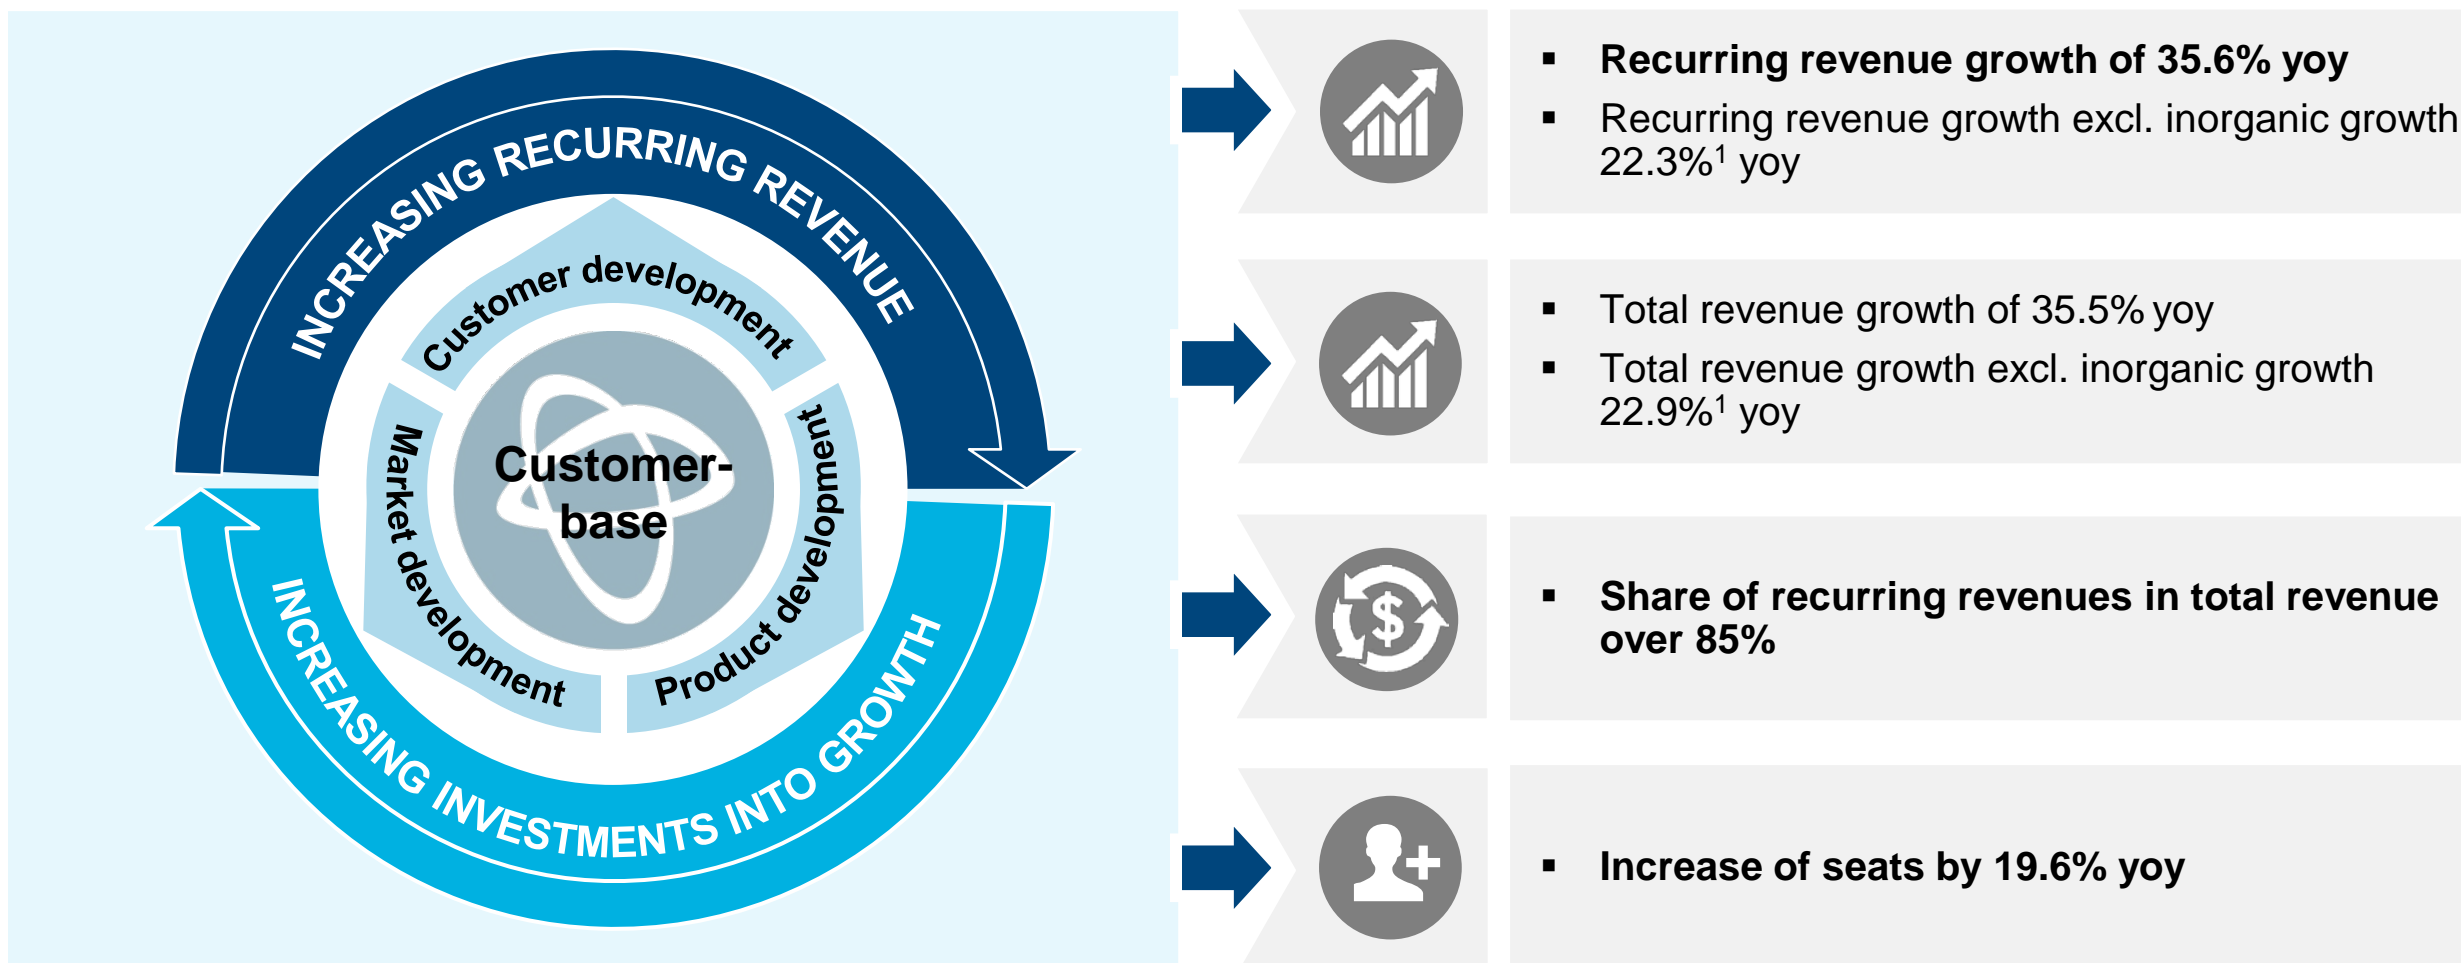 INCREASING RECURRING REVENUE
Customer development
Market development
Product development
Customer-
base
INCREASING INVESTMENTS INTO GROWTH
▪ Recurring revenue growth of 35.6% yoy
▪ Recurring revenue growth excl. inorganic growth
22.3%¹ yoy
▪ Total revenue growth of 35.5% yoy
▪ Total revenue growth excl. inorganic growth
22.9%¹ yoy
$
▪ Share of recurring revenues in total revenue
over 85%
▪ Increase of seats by 19.6% yoy